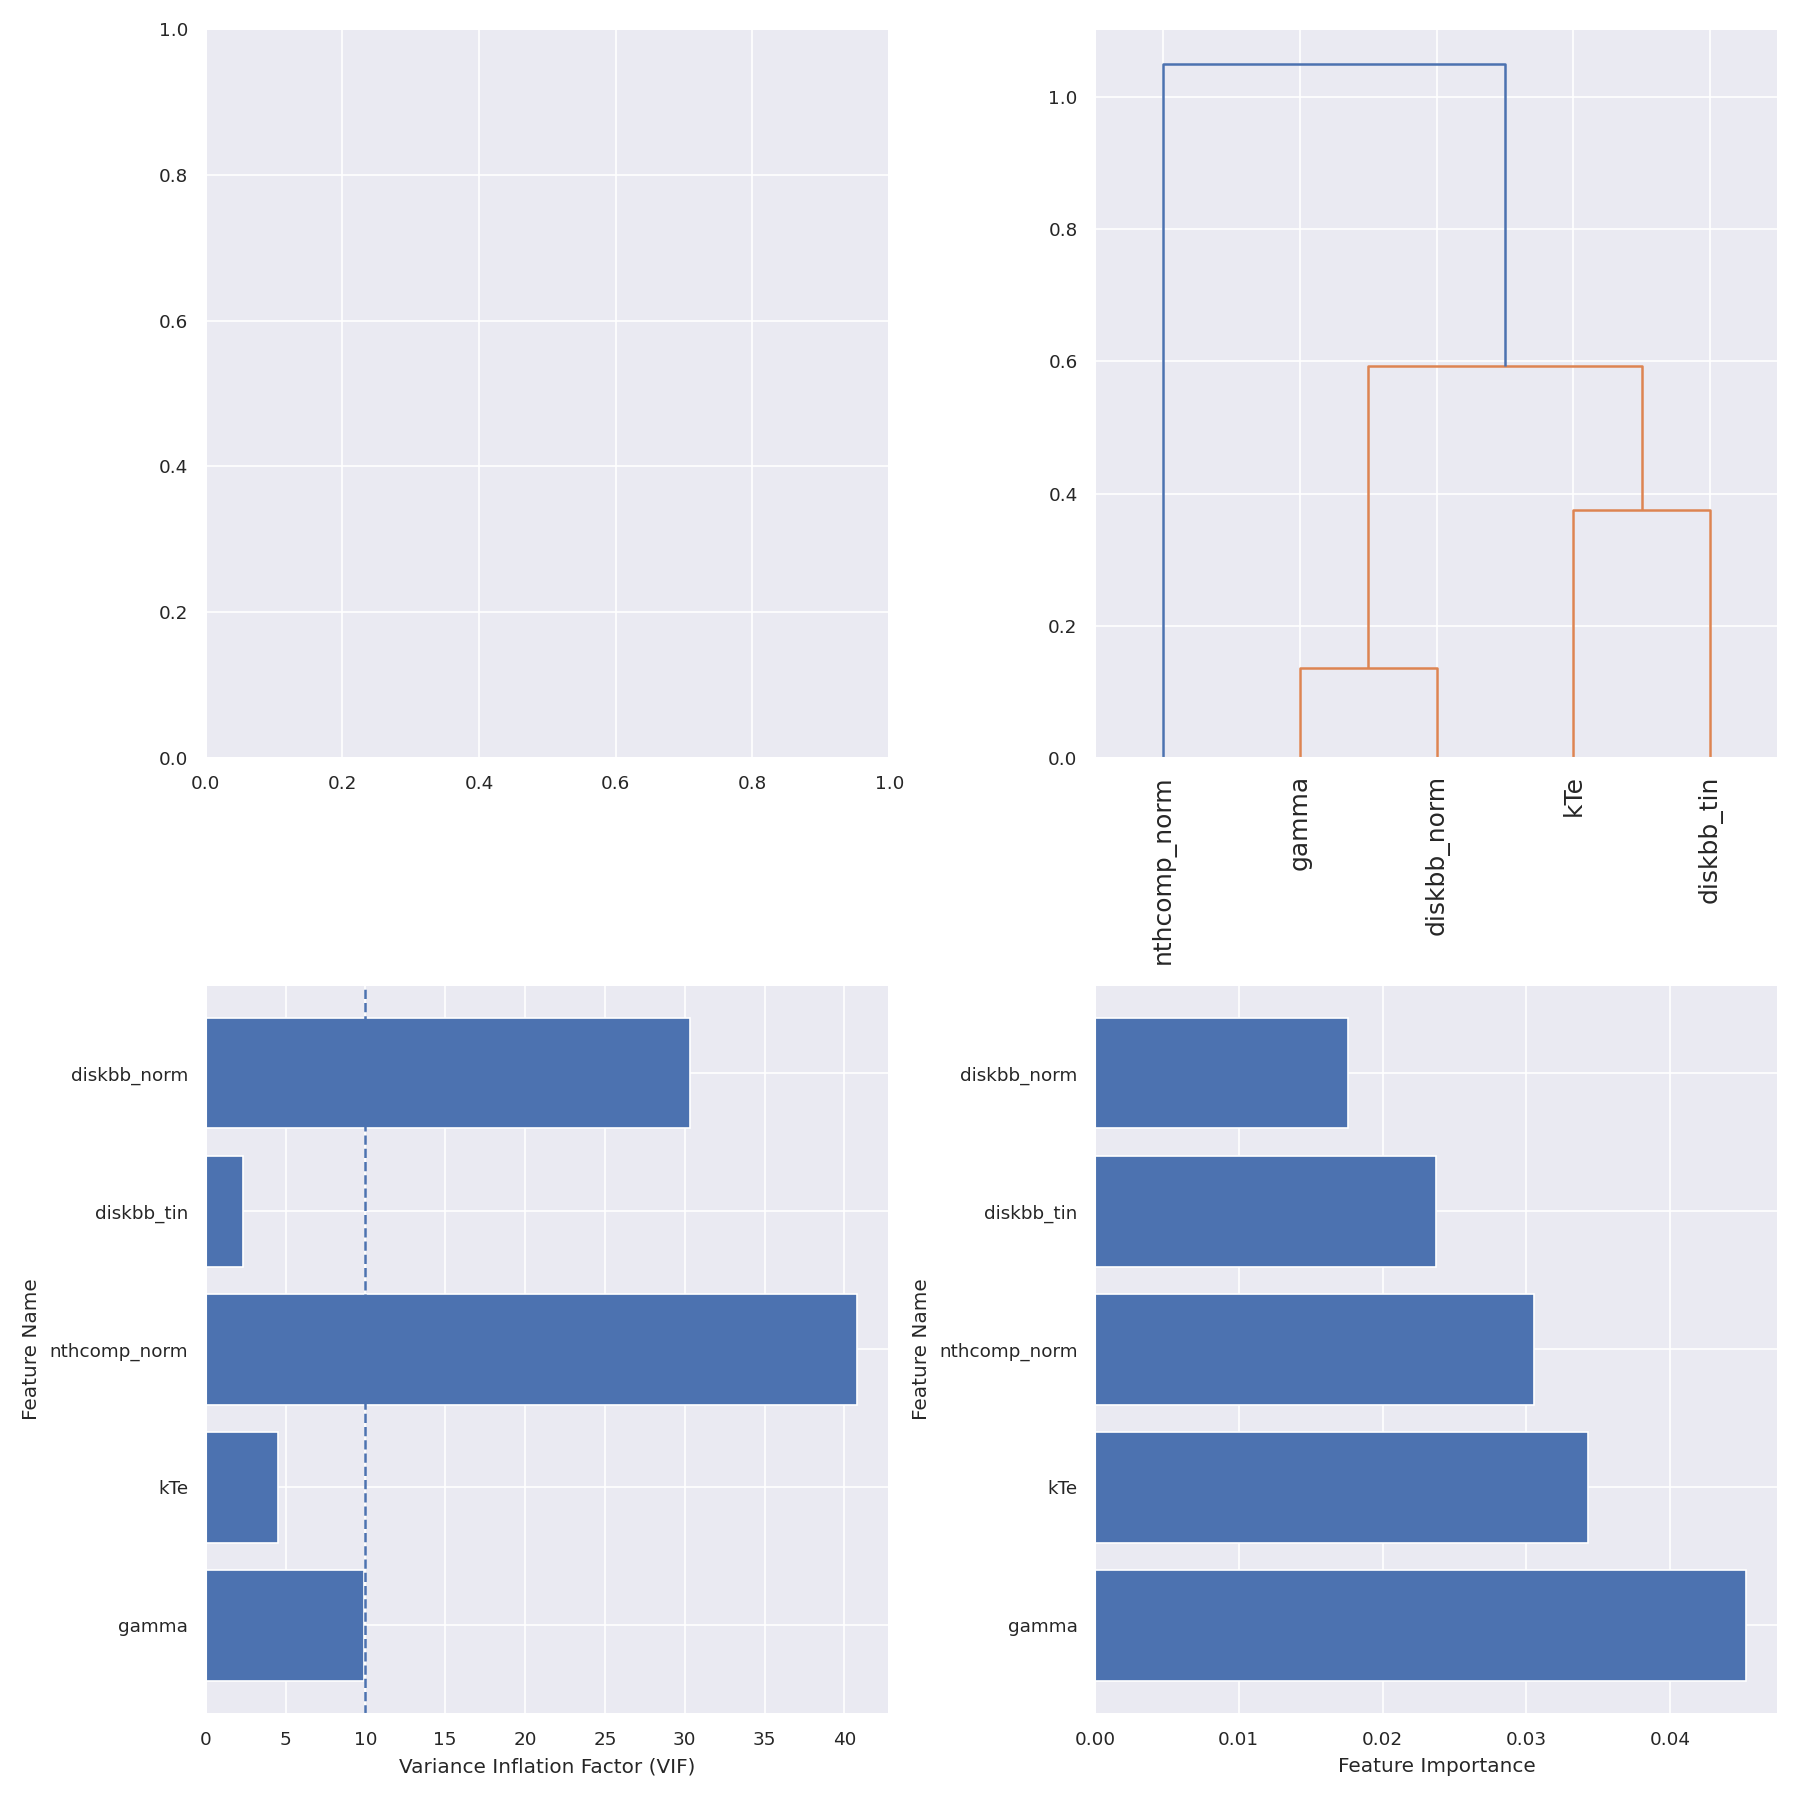 1.0
0.8
0.6
0.4
0.2
0.0
0.0 0.2 0.4 0.6 0.8 1.0
1.0
0.8
0.6
0.4
0.2
0.0
nthcomp_norm
gamma
diskbb_norm
kTe
diskbb_tin
Feature Name
diskbb_norm
diskbb_tin
nthcomp_norm
kTe
gamma
0 5 10 15 20 25 30 35 40
Variance Inflation Factor (VIF)
Feature Name
diskbb_norm
diskbb_tin
nthcomp_norm
kTe
gamma
0.00 0.01 0.02 0.03 0.04
Feature Importance